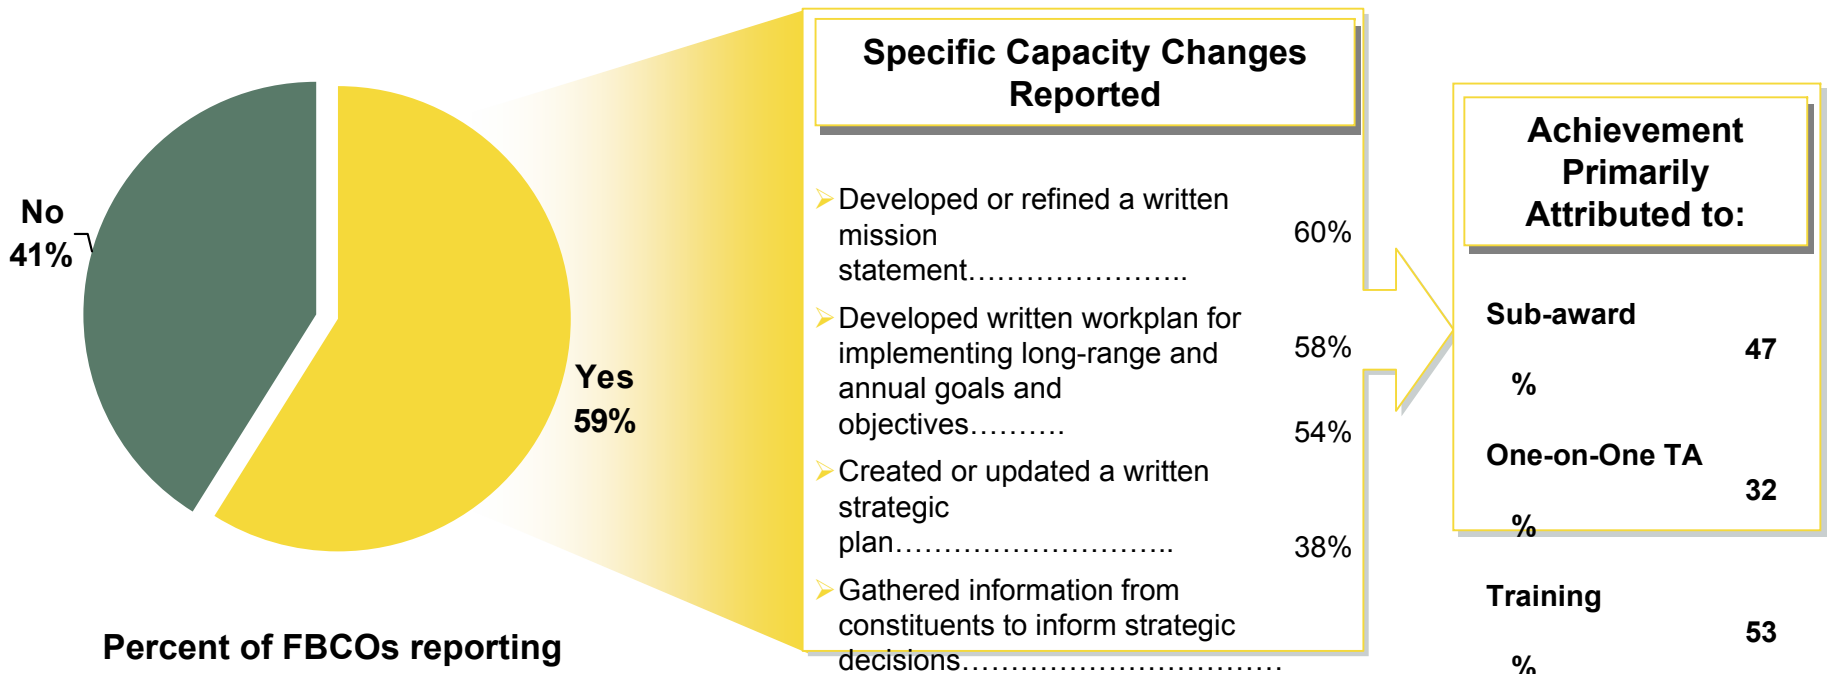 No
41%
Yes
59%
Percent of FBCOs reporting
Specific Capacity Changes
Reported
Developed or refined a written
mission
statement…………………..
60%
Developed written workplan for
implementing long-range and
annual goals and
objectives……….
58%
Created or updated a written
strategic
plan………………………..
54%
Gathered information from
constituents to inform strategic
decisions……………………………
38%
Achievement
Primarily
Attributed to:
Sub-award
47
%
One-on-One TA
32
%
Training
53
%